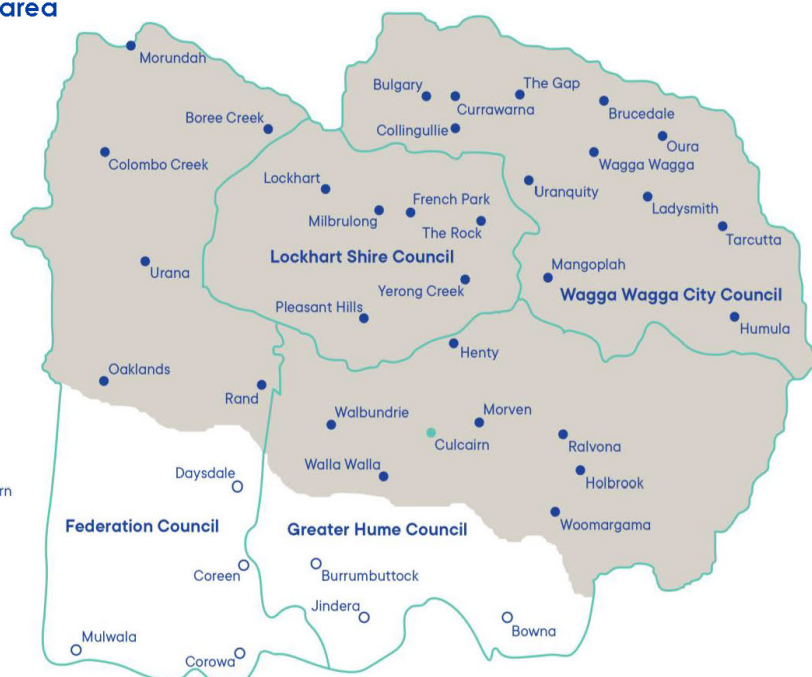 area
Morundah
Bulgary
The Gap
Currawarna
Brucedale
Boree Creek
Collingullie
Oura
Colombo Creek
Wagga Wagga
Lockhart
Uranquity
French Park
Ladysmith
Milbrulong
The Rock
Tarcutta
Lockshire Shire Council
Mangoplah
Urana
Yerong Creek
Wagga Wagga City Council
Pleasant Hills
Humula
Henty
Oaklands
Rand
Walbundrie
Morven
Culcairn
Ralvona
Walla Walla
Daysdale
Holbrook
rn
Federation Council
Greater Hume Council
Woomargama
Coreen
Burrumbuttock
Jindera
Mulwala
Bowna
Corowa